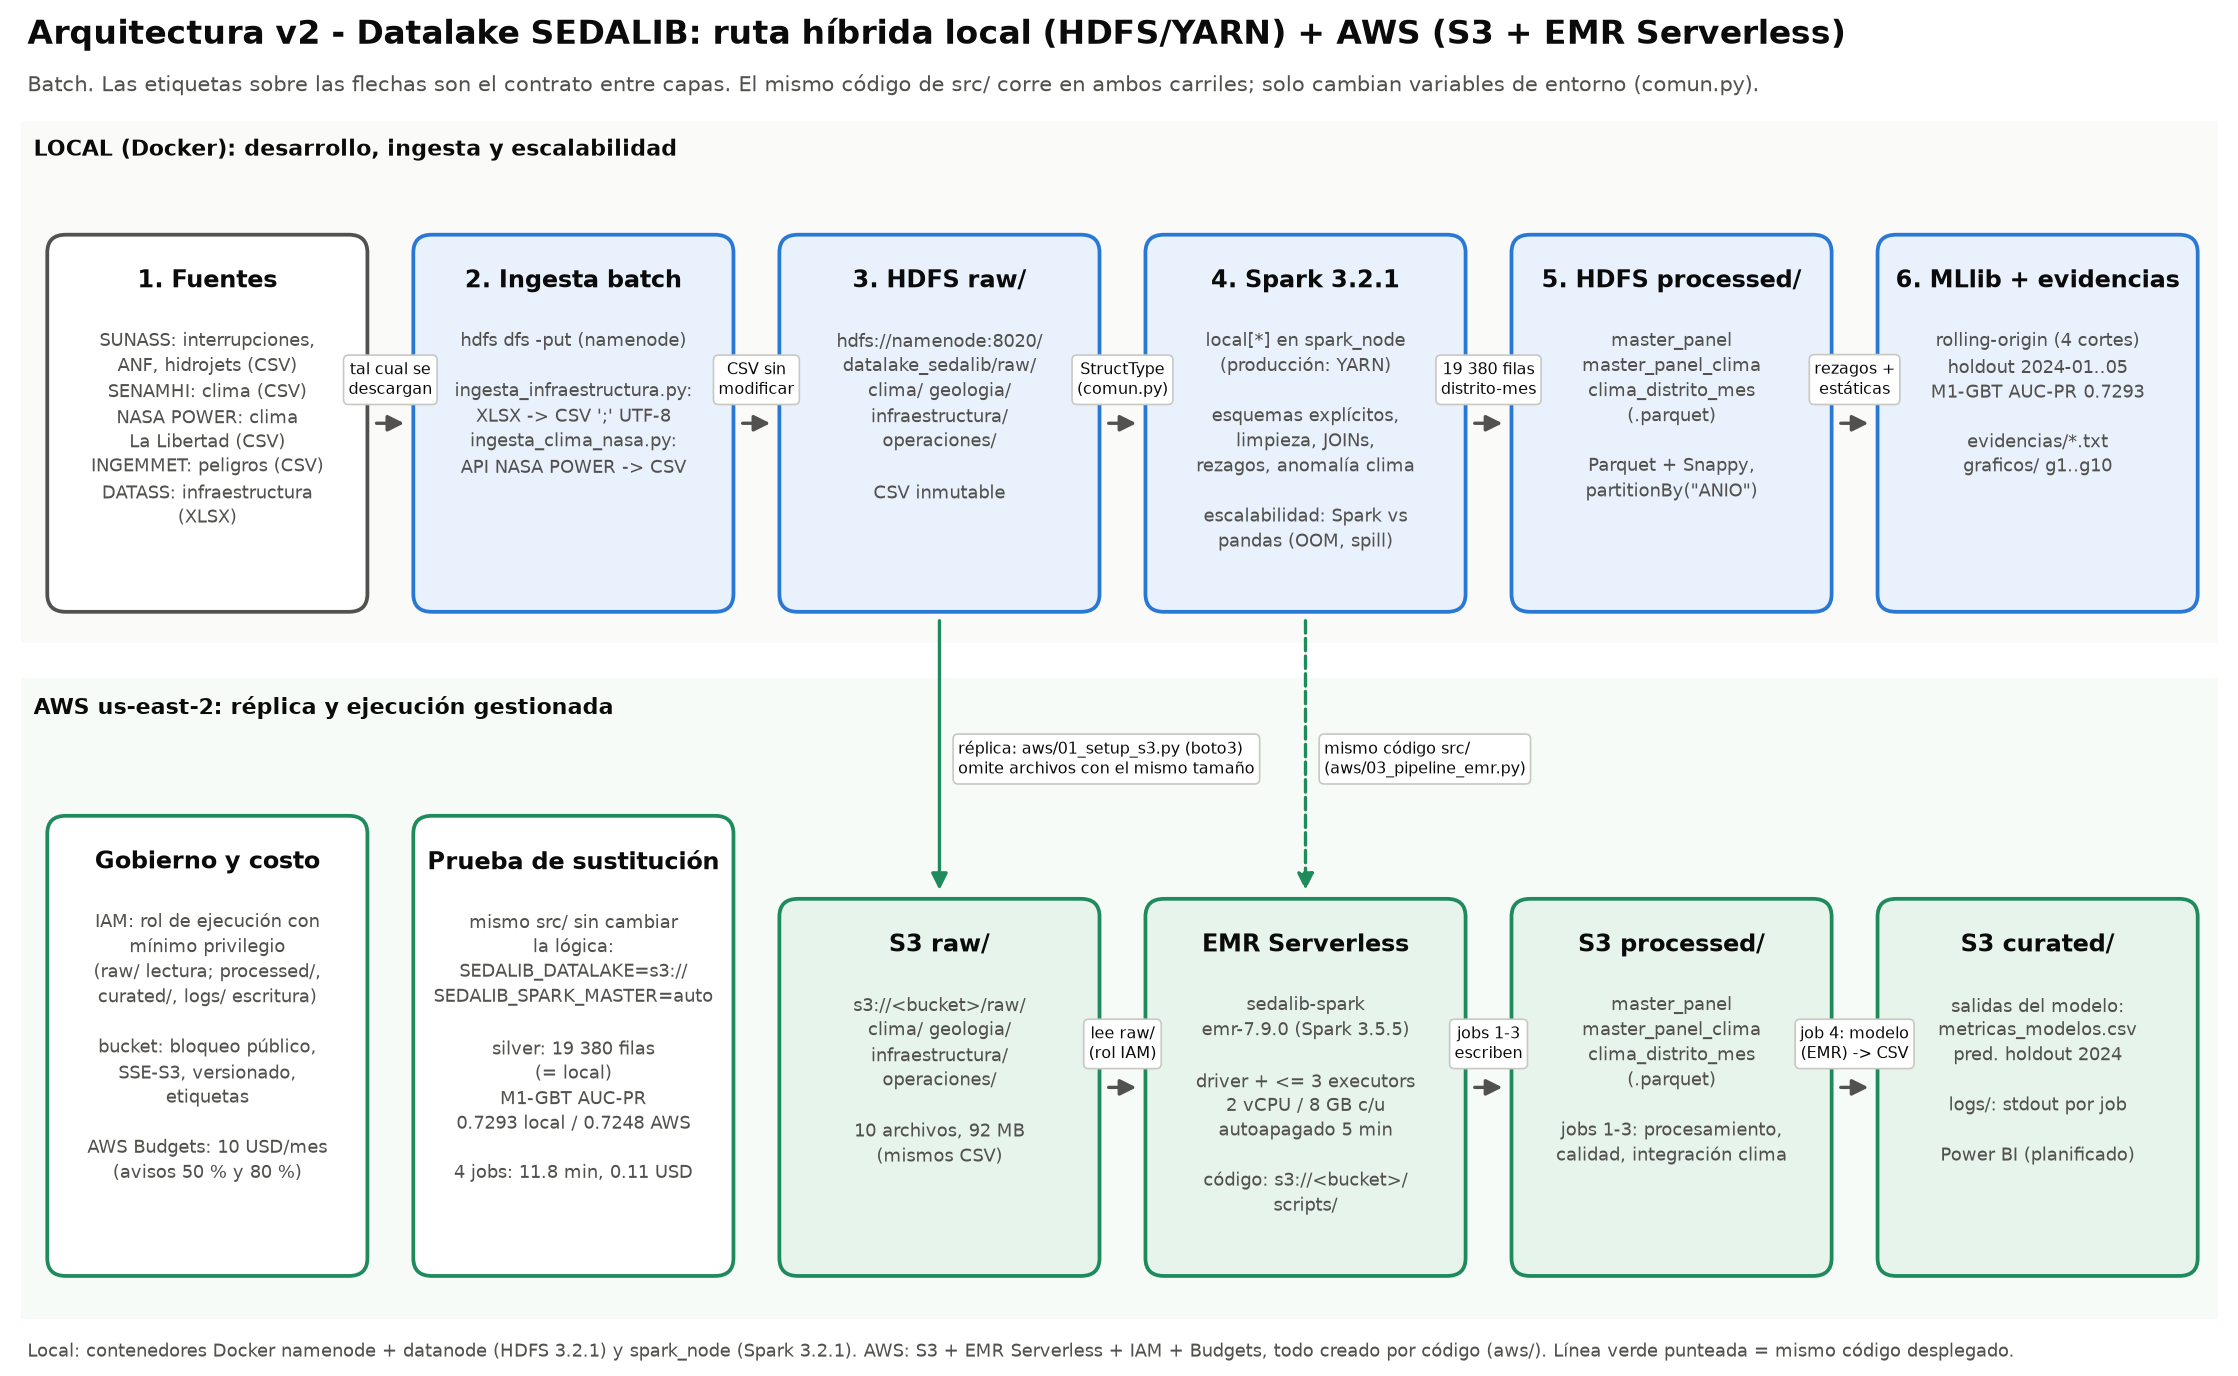 Arquitectura v2 - Datalake SEDALIB: ruta híbrida local (HDFS/YARN) + AWS (S3 + EMR Serverless)
Batch. Las etiquetas sobre las flechas son el contrato entre capas. El mismo código de src/ corre en ambos carriles; solo cambian variables de entorno (comun.py).
LOCAL (Docker): desarrollo, ingesta y escalabilidad
1. Fuentes
SUNASS: interrupciones,
ANF, hidrojets (CSV)
SENAMHI: clima (CSV)
NASA POWER: clima
La Libertad (CSV)
INGEMMET: peligros (CSV)
DATASS: infraestructura
(XLSX)
tal cual se
descargan
2. Ingesta batch
hdfs dfs -put (namenode)
ingesta_infraestructura.py:
XLSX -> CSV ';' UTF-8
ingesta_clima_nasa.py:
API NASA POWER -> CSV
CSV sin
modificar
3. HDFS raw/
hdfs://namenode:8020/
datalake_sedalib/raw/
clima/ geologia/
infraestructura/
operaciones/
CSV inmutable
StructType
(comun.py)
4. Spark 3.2.1
local[*] en spark_node
(producción: YARN)
esquemas explícitos,
limpieza, JOINs,
rezagos, anomalía clima
escalabilidad: Spark vs
pandas (OOM, spill)
19 380 filas
distrito-mes
5. HDFS processed/
master_panel
master_panel_clima
clima_distrito_mes
(.parquet)
Parquet + Snappy,
partitionBy("ANIO")
rezagos +
estáticas
6. MLlib + evidencias
rolling-origin (4 cortes)
holdout 2024-01..05
M1-GBT AUC-PR 0.7293
evidencias/*.txt
graficos/ g1..g10
AWS us-east-2: réplica y ejecución gestionada
réplica: aws/01_setup_s3.py (boto3)
omite archivos con el mismo tamaño
mismo código src/
(aws/03_pipeline_emr.py)
Gobierno y costo
IAM: rol de ejecución con
mínimo privilegio
(raw/ lectura; processed/,
curated/, logs/ escritura)
bucket: bloqueo público,
SSE-S3, versionado,
etiquetas
AWS Budgets: 10 USD/mes
(avisos 50 % y 80 %)
Prueba de sustitución
mismo src/ sin cambiar
la lógica:
SEDALIB_DATALAKE=s3://
SEDALIB_SPARK_MASTER=auto
silver: 19 380 filas
(= local)
M1-GBT AUC-PR
0.7293 local / 0.7248 AWS
4 jobs: 11.8 min, 0.11 USD
S3 raw/
s3://<bucket>/raw/
clima/ geologia/
infraestructura/
operaciones/
10 archivos, 92 MB
(mismos CSV)
lee raw/
(rol IAM)
EMR Serverless
sedalib-spark
emr-7.9.0 (Spark 3.5.5)
driver + <= 3 executors
2 vCPU / 8 GB c/u
autoapagado 5 min
código: s3://<bucket>/
scripts/
jobs 1-3
escriben
S3 processed/
master_panel
master_panel_clima
clima_distrito_mes
(.parquet)
jobs 1-3: procesamiento,
calidad, integración clima
job 4: modelo
(EMR) -> CSV
S3 curated/
salidas del modelo:
metricas_modelos.csv
pred. holdout 2024
logs/: stdout por job
Power BI (planificado)
Local: contenedores Docker namenode + datanode (HDFS 3.2.1) y spark_node (Spark 3.2.1). AWS: S3 + EMR Serverless + IAM + Budgets, todo creado por código (aws/). Línea verde punteada = mismo código desplegado.